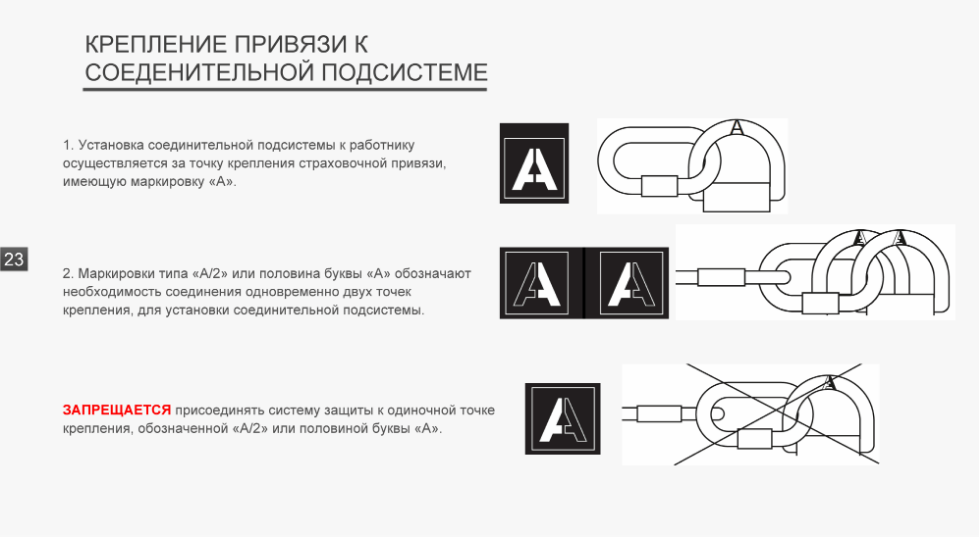 КРЕПЛЕНИЕ ПРИВЯЗИ К
СОЕДЕНИТЕЛЬНОЙ ПОДСИСТЕМЕ
1. Установка соединительной подсистемы к работнику
осуществляется за точку крепления страховочной привязи,
имеющую маркировку «А».
A
A
23
2. Маркировки типа «А/2» или половина буквы «А» обозначают
необходимость соединения одновременно двух точек
крепления, для установки соединительной подсистемы.
A A
A A
ЗАПРЕЩАЕТСЯ присоединять систему защиты к одиночной точке
крепления, обозначенной «А/2» или половиной буквы «А».
A
A